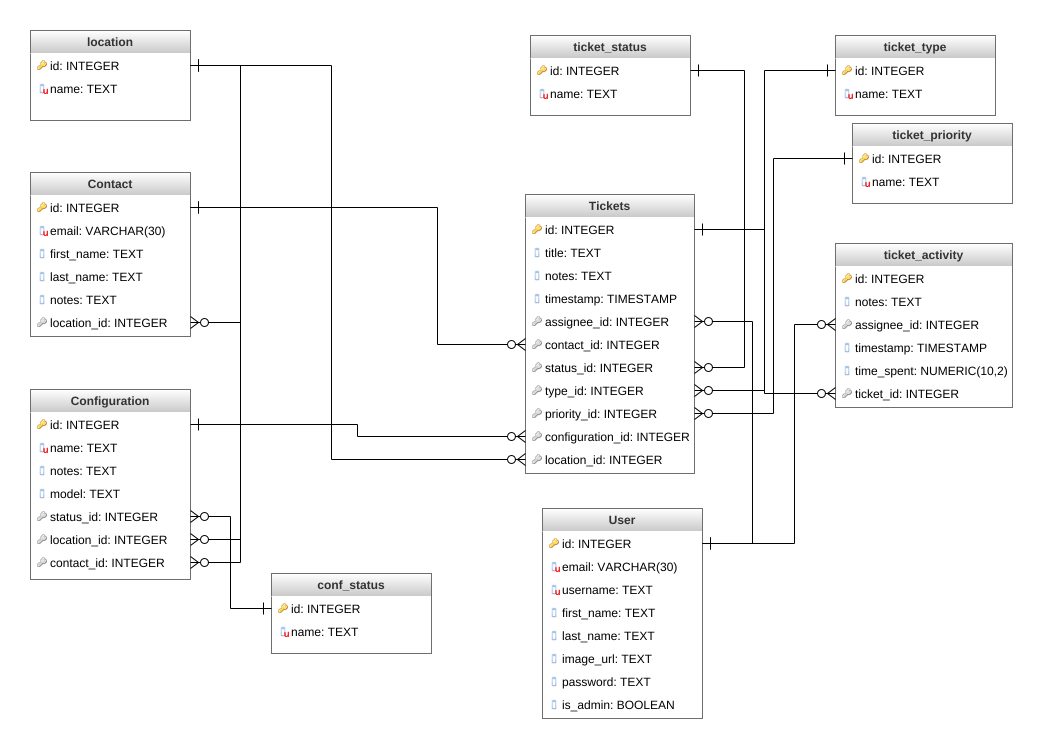 location
id: INTEGER
name: TEXT
Contact
id: INTEGER
email: VARCHAR(30)
first_name: TEXT
last_name: TEXT
notes: TEXT
location_id: INTEGER
Configuration
id: INTEGER
name: TEXT
notes: TEXT
model: TEXT
status_id: INTEGER
location_id: INTEGER
contact_id: INTEGER
conf_status
id: INTEGER
name: TEXT
ticket_status
id: INTEGER
name: TEXT
Tickets
id: INTEGER
title: TEXT
notes: TEXT
timestamp: TIMESTAMP
assignee_id: INTEGER
contact_id: INTEGER
status_id: INTEGER
type_id: INTEGER
priority_id: INTEGER
configuration_id: INTEGER
location_id: INTEGER
User
id: INTEGER
email: VARCHAR(30)
username: TEXT
first_name: TEXT
last_name: TEXT
image_url: TEXT
password: TEXT
is_admin: BOOLEAN
ticket_type
id: INTEGER
name: TEXT
ticket_priority
id: INTEGER
name: TEXT
ticket_activity
id: INTEGER
notes: TEXT
assignee_id: INTEGER
timestamp: TIMESTAMP
time_spent: NUMERIC(10,2)
ticket_id: INTEGER